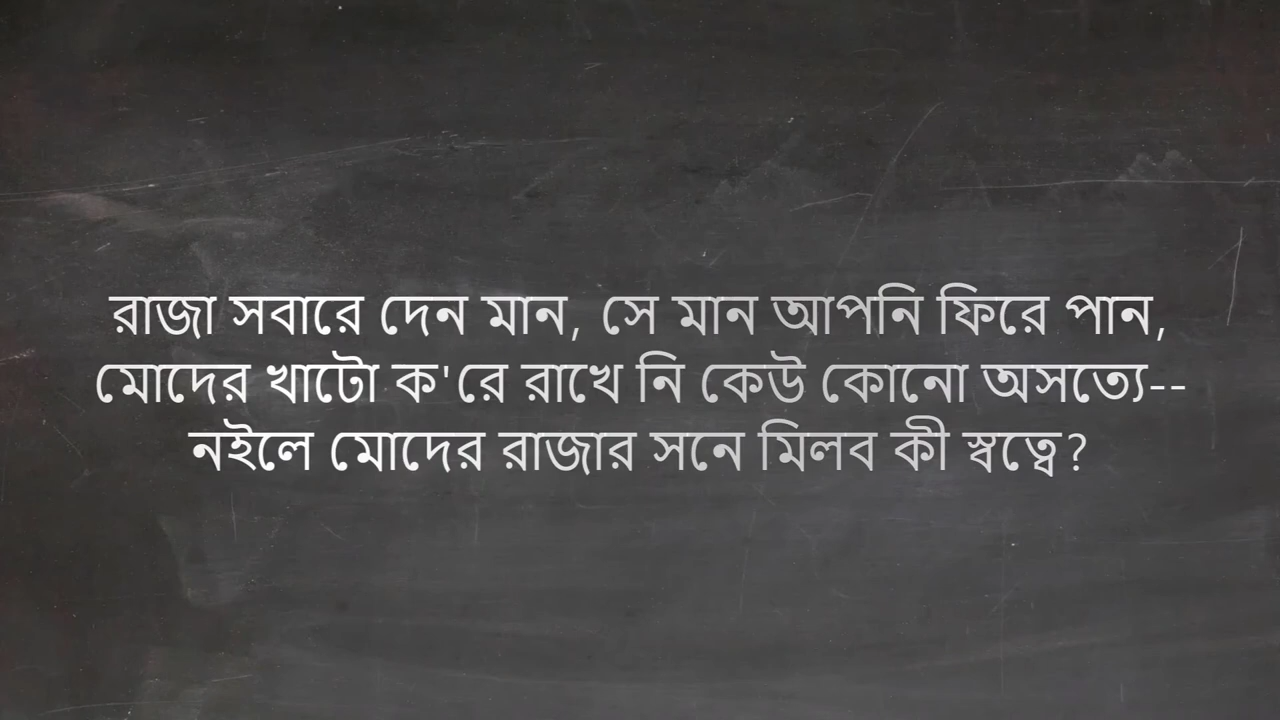 রাজা সবারে দেন মান, সে মান আপনি ফিরে পান,
মোদের খাটো ক'রে রাখে নি কেউ কোনো অসত্যে--
নইলে মোদের রাজার সনে মিলব কী স্বত্বে?